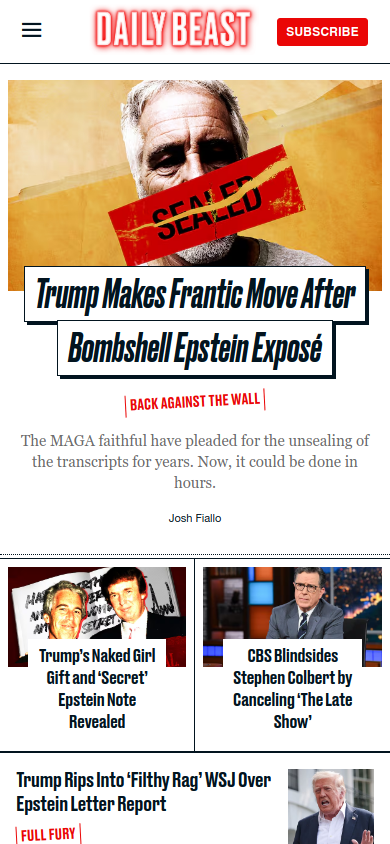 DAILY BEAST
SUBSCRIBE
SEALED
Trump Makes Frantic Move After
Bombshell Epstein Exposé
BACK AGAINST THE WALL
The MAGA faithful have pleaded for the unsealing of
the transcripts for years. Now, it could be done in
hours.
Josh Fiallo
Trump's Naked Girl
Gift and 'Secret'
Epstein Note
Revealed
CBS Blindsides
Stephen Colbert by
Canceling 'The Late
Show'
Trump Rips Into 'Filthy Rag' WSJ Over
Epstein Letter Report
FULL FURY